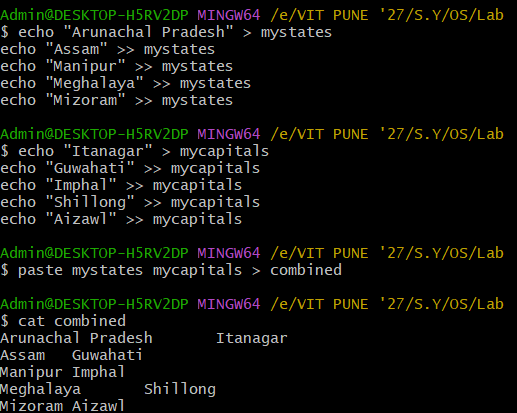 Admin@DESKTOP-H5RV2DP MINGW64 /e/VIT PUNE '27/S.Y/OS/Lab
$ echo "Arunachal Pradesh" > mystates
echo "Assam" >> mystates
echo "Manipur" >> mystates
echo "Meghalaya" >> mystates
echo "Mizoram" >> mystates

Admin@DESKTOP-H5RV2DP MINGW64 /e/VIT PUNE '27/S.Y/OS/Lab
$ echo "Itanagar" > mycapitals
echo "Guwahati" >> mycapitals
echo "Imphal" >> mycapitals
echo "Shillong" >> mycapitals
echo "Aizawl" >> mycapitals

Admin@DESKTOP-H5RV2DP MINGW64 /e/VIT PUNE '27/S.Y/OS/Lab
$ paste mystates mycapitals > combined

Admin@DESKTOP-H5RV2DP MINGW64 /e/VIT PUNE '27/S.Y/OS/Lab
$ cat combined
Arunachal Pradesh       Itanagar
Assam   Guwahati
Manipur Imphal
Meghalaya       Shillong
Mizoram Aizawl